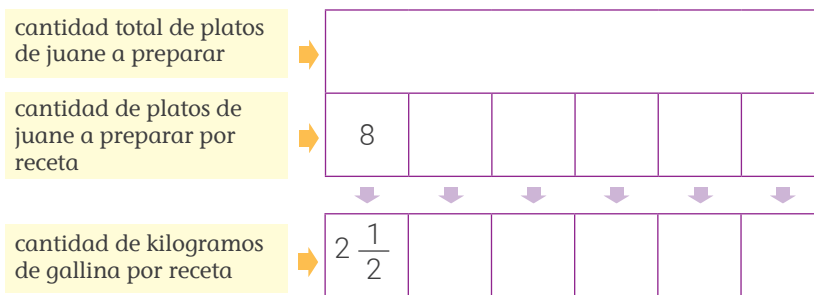 cantidad total de platos
de juane a preparar
cantidad de platos de
juane a preparar por
receta
8
cantidad de kilogramos
de gallina por receta
2 1/2